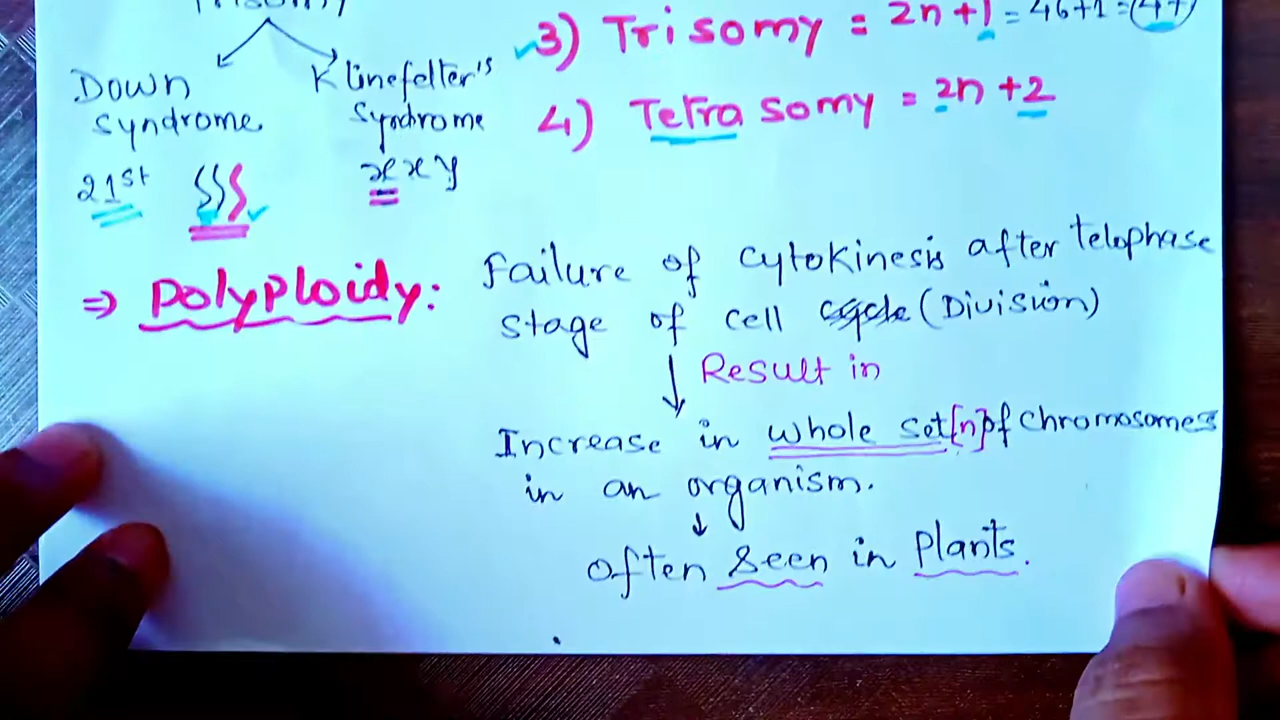 Trisomy
Down
Syndrome
21st
Klinefelter's
Syndrome
xxy
3) Trisomy = 2n+1 = 46+1 = 47
4) Tetrasomy = 2n+2
⇒ Polyploidy:
Failure of cytokinesis after telophase
stage of cell cycle (Division)
↓ Result in
Increase in whole set [n] of chromosomes
in an organism.
↓
often seen in Plants.